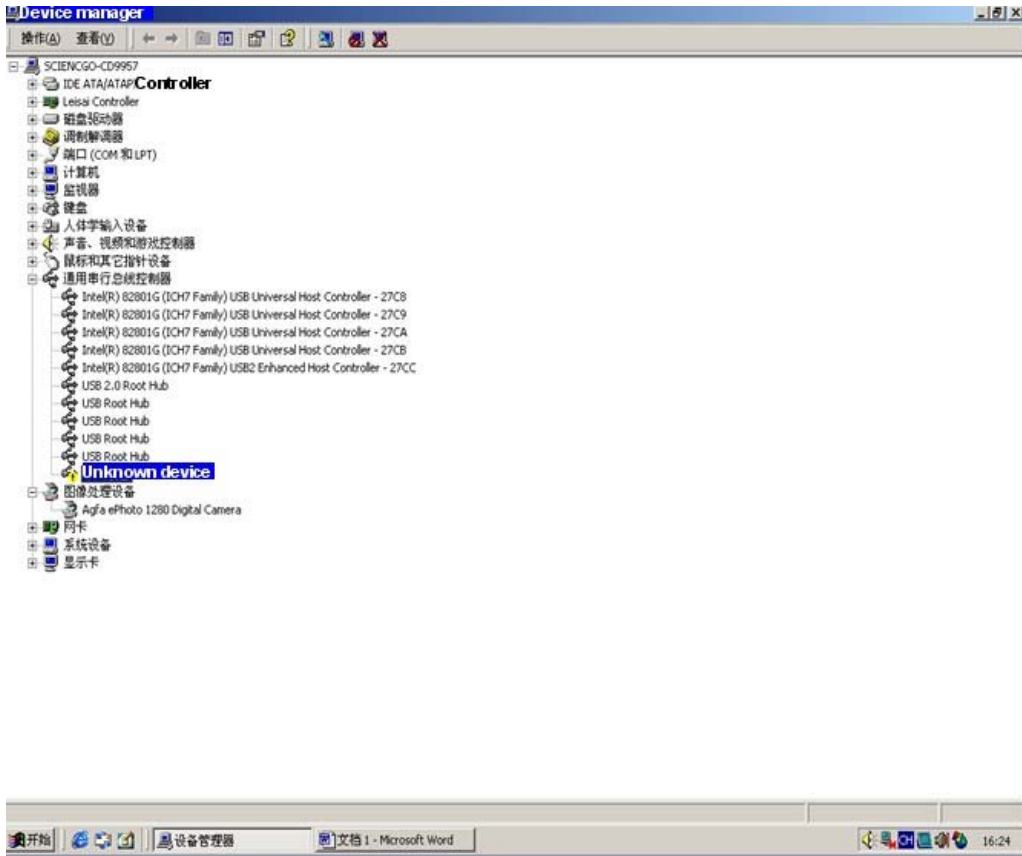 Device manager
操作(A) 查看(V)
SCIENCGO-CD9957
IDE ATA/ATAPI Controller
Leisai Controller
磁盘驱动器
调制解调器
端口 (COM 和 LPT)
计算机
监视器
键盘
人体学输入设备
声音、视频和游戏控制器
鼠标和其它指针设备
通用串行总线控制器
Intel(R) 82801G (ICH7 Family) USB Universal Host Controller - 27C8
Intel(R) 82801G (ICH7 Family) USB Universal Host Controller - 27C9
Intel(R) 82801G (ICH7 Family) USB Universal Host Controller - 27CA
Intel(R) 82801G (ICH7 Family) USB Universal Host Controller - 27CB
Intel(R) 82801G (ICH7 Family) USB2 Enhanced Host Controller - 27CC
USB 2.0 Root Hub
USB Root Hub
USB Root Hub
USB Root Hub
USB Root Hub
Unknown device
图像处理设备
Agfa ePhoto 1280 Digital Camera
网卡
系统设备
显示卡
开始 设备管理器 文档 1 - Microsoft Word CH 16:24